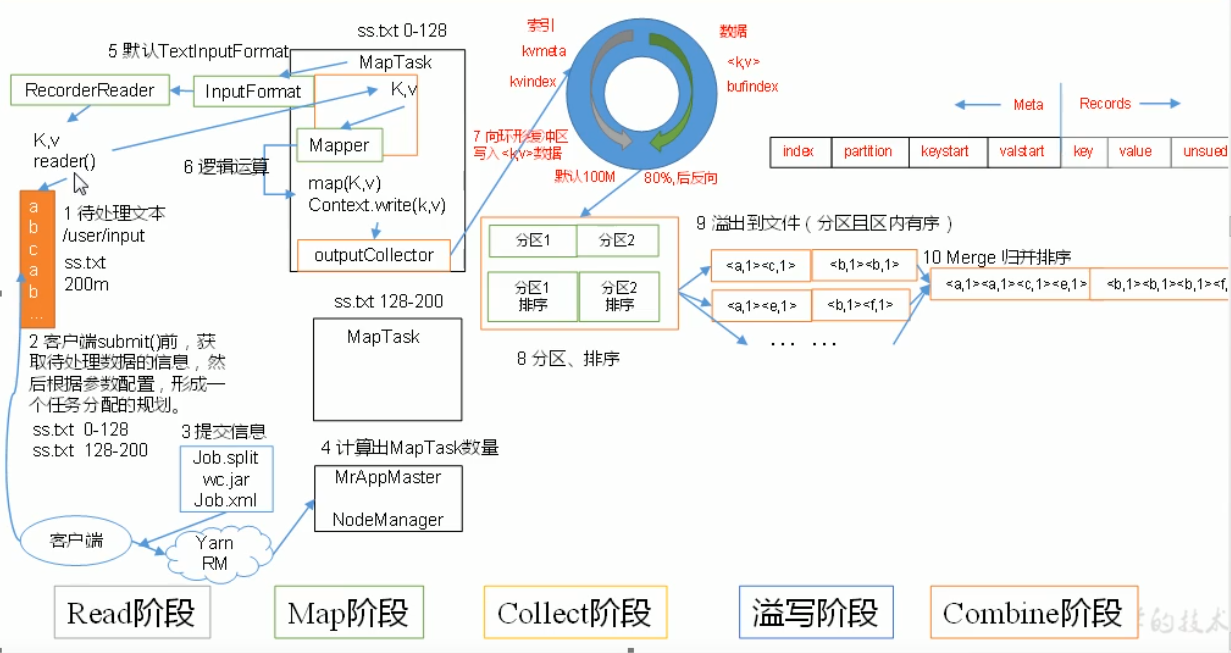 ss.txt 0-128
5 默认TextInputFormat
MapTask
RecorderReader
InputFormat
K,v
K,v
reader()
Mapper
6 逻辑运算
map(K,v)
Context.write(k,v)
outputCollector
a
b
c
a
b
...
1 待处理文本
/user/input
ss.txt
200m
2 客户端submit()前，获
取待处理数据的信息，然
后根据参数配置，形成一
个任务分配的规划。
ss.txt 0-128
ss.txt 128-200
3 提交信息
Job.split
wc.jar
Job.xml
客户端
Yarn
RM
ss.txt 128-200
MapTask
4 计算出MapTask数量
MrAppMaster
NodeManager
索引
kvmeta
kvindex
数据
<k,v>
bufindex
7 向环形缓冲区
写入<k,v>数据
默认100M
80%,后反向
Meta
Records
index
partition
keystart
valstart
key
value
unsued
分区1
分区2
分区1
排序
分区2
排序
8 分区、排序
9 溢出到文件（分区且区内有序）
<a,1><c,1>
<b,1><b,1>
<a,1><e,1>
<b,1><f,1>
... ...
10 Merge 归并排序
<a,1><a,1><c,1><e,1>
<b,1><b,1><b,1><f,
Read阶段
Map阶段
Collect阶段
溢写阶段
Combine阶段
的技术